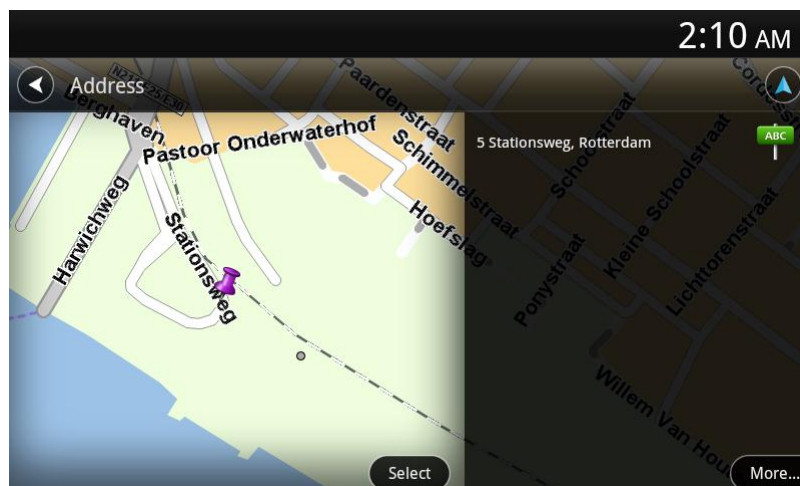 2:10 AM
Address
5 Stationsweg, Rotterdam
ABC
Berghaven
Pastoor Onderwaterhof
Paardenstraat
Schimmelstraat
Hoefslag
Harwichweg
Stationsweg
Schoolstraat
Kleine Schoolstraat
Lichttorenstraat
Ponystraat
Willem Van Hou
Select
More...